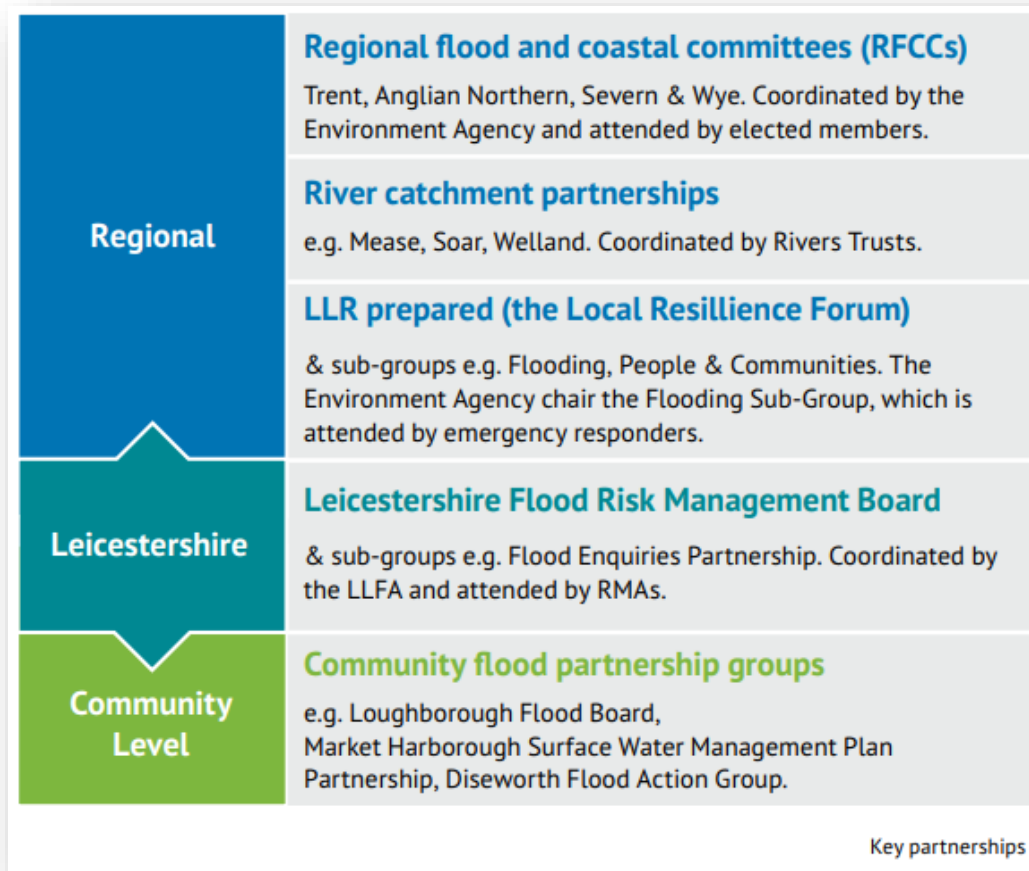 Regional
Regional flood and coastal committees (RFCCs)
Trent, Anglian Northern, Severn & Wye. Coordinated by the
Environment Agency and attended by elected members.
River catchment partnerships
e.g. Mease, Soar, Welland. Coordinated by Rivers Trusts.
LLR prepared (the Local Resillience Forum)
& sub-groups e.g. Flooding, People & Communities. The
Environment Agency chair the Flooding Sub-Group, which is
attended by emergency responders.
Leicestershire
Leicestershire Flood Risk Management Board
& sub-groups e.g. Flood Enquiries Partnership. Coordinated by
the LLFA and attended by RMAs.
Community
Level
Community flood partnership groups
e.g. Loughborough Flood Board,
Market Harborough Surface Water Management Plan
Partnership, Diseworth Flood Action Group.
Key partnerships